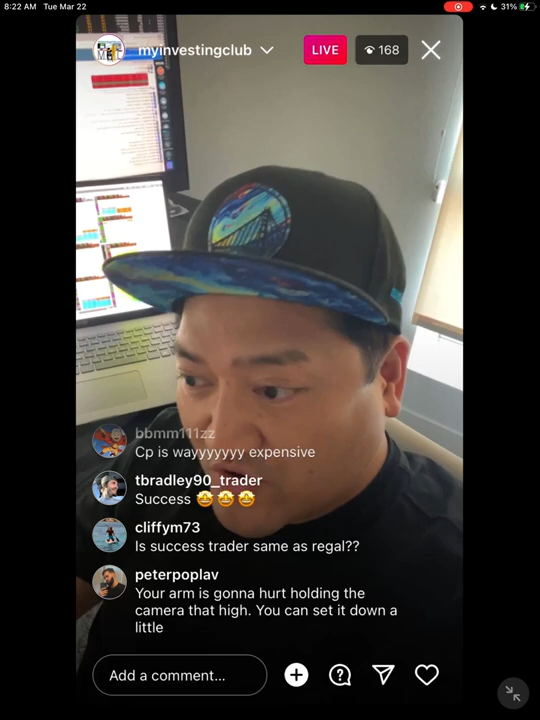 8:22 AM Tue Mar 22
31%
myinvestingclub
LIVE
168
bbmm111zz
Cp is wayyyyyyy expensive
tbradley90_trader
Success 🤩🤩🤩
cliffym73
Is success trader same as regal??
peterpoplav
Your arm is gonna hurt holding the
camera that high. You can set it down a
little
Add a comment...